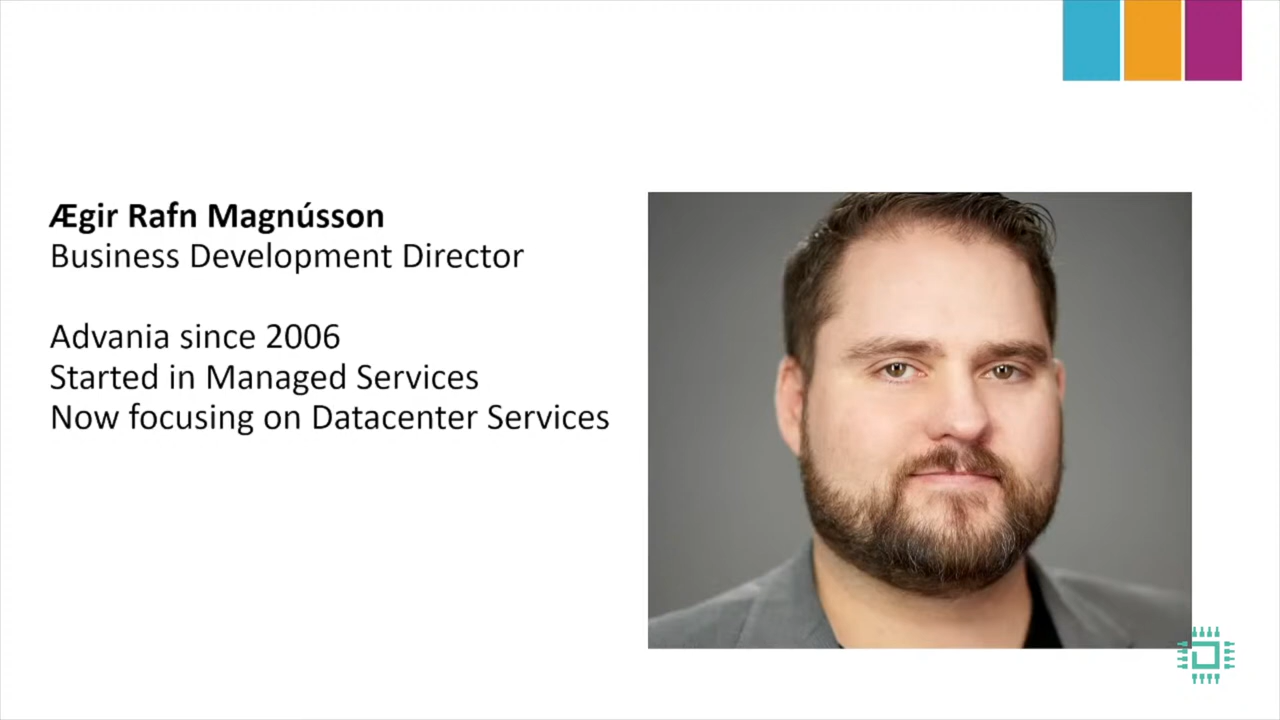 Ægir Rafn Magnússon
Business Development Director
Advania since 2006
Started in Managed Services
Now focusing on Datacenter Services